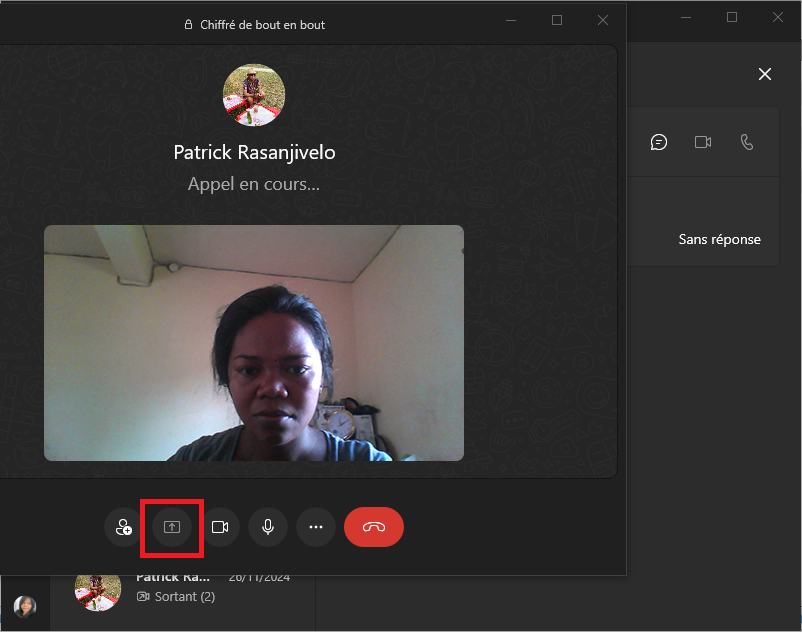 Chiffré de bout en bout
Patrick Rasanjivelo
Appel en cours...
Sans réponse
Patrick Ra... 26/11/2024
Sortant (2)